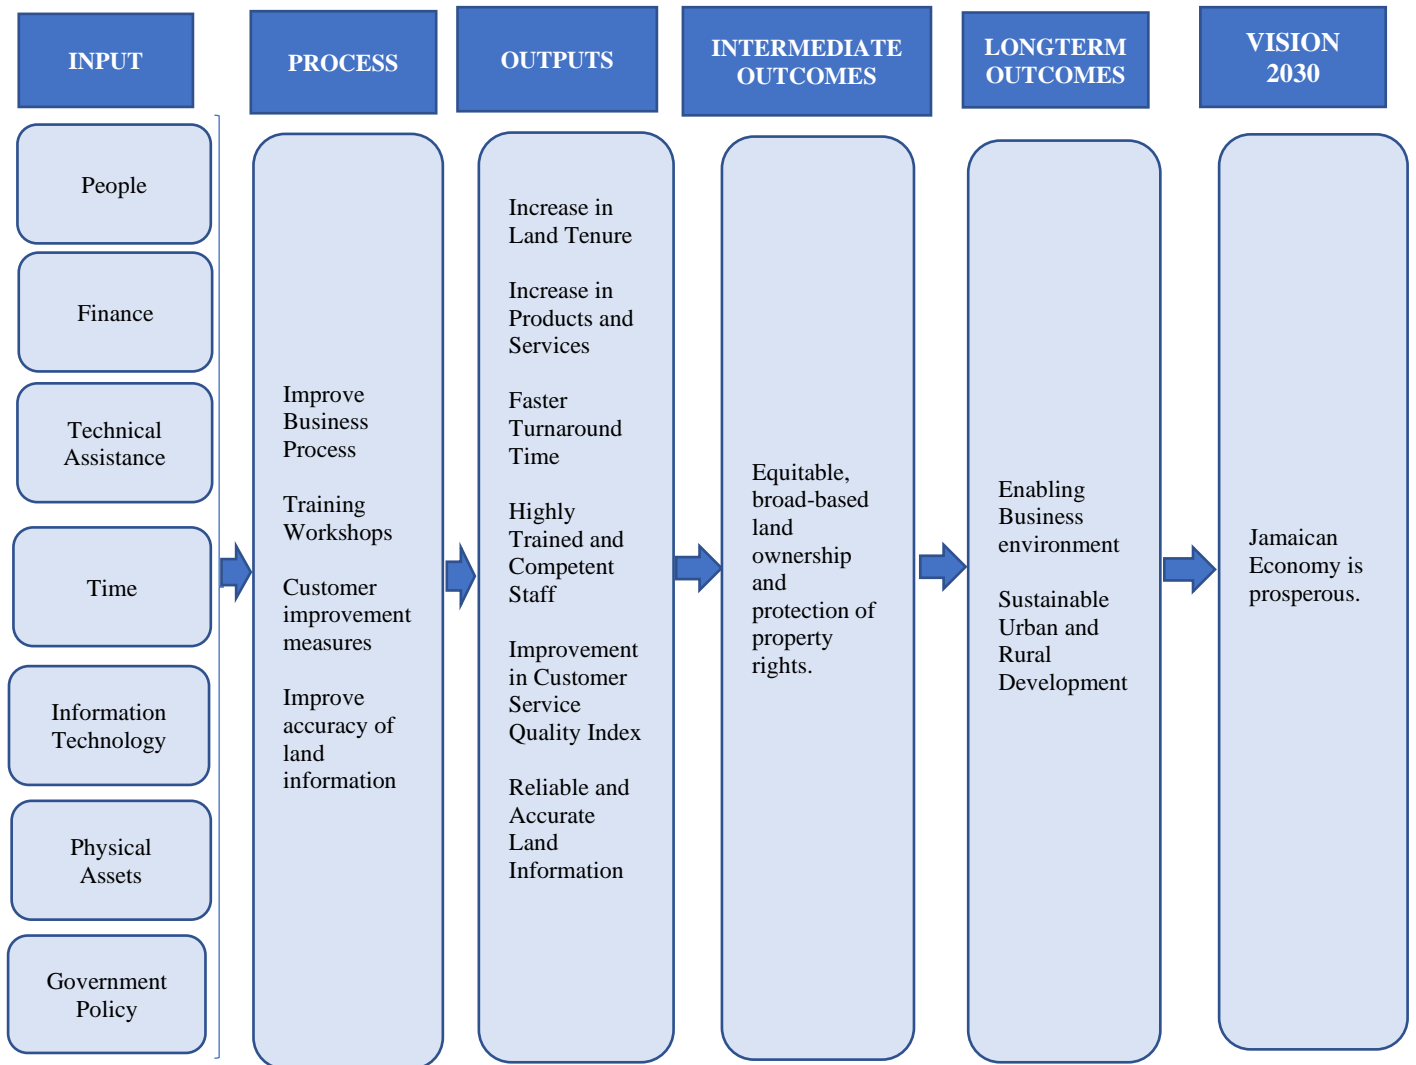 INPUT
PROCESS
OUTPUTS
INTERMEDIATE
OUTCOMES
LONGTERM
OUTCOMES
VISION
2030
People
Finance
Technical
Assistance
Time
Information
Technology
Physical
Assets
Government
Policy
Improve
Business
Process
Training
Workshops
Customer
improvement
measures
Improve
accuracy of
land
information
Increase in
Land Tenure
Increase in
Products and
Services
Faster
Turnaround
Time
Highly
Trained and
Competent
Staff
Improvement
in Customer
Service
Quality Index
Reliable and
Accurate
Land
Information
Equitable,
broad-based
land
ownership
and
protection of
property
rights.
Enabling
Business
environment
Sustainable
Urban and
Rural
Development
Jamaican
Economy is
prosperous.